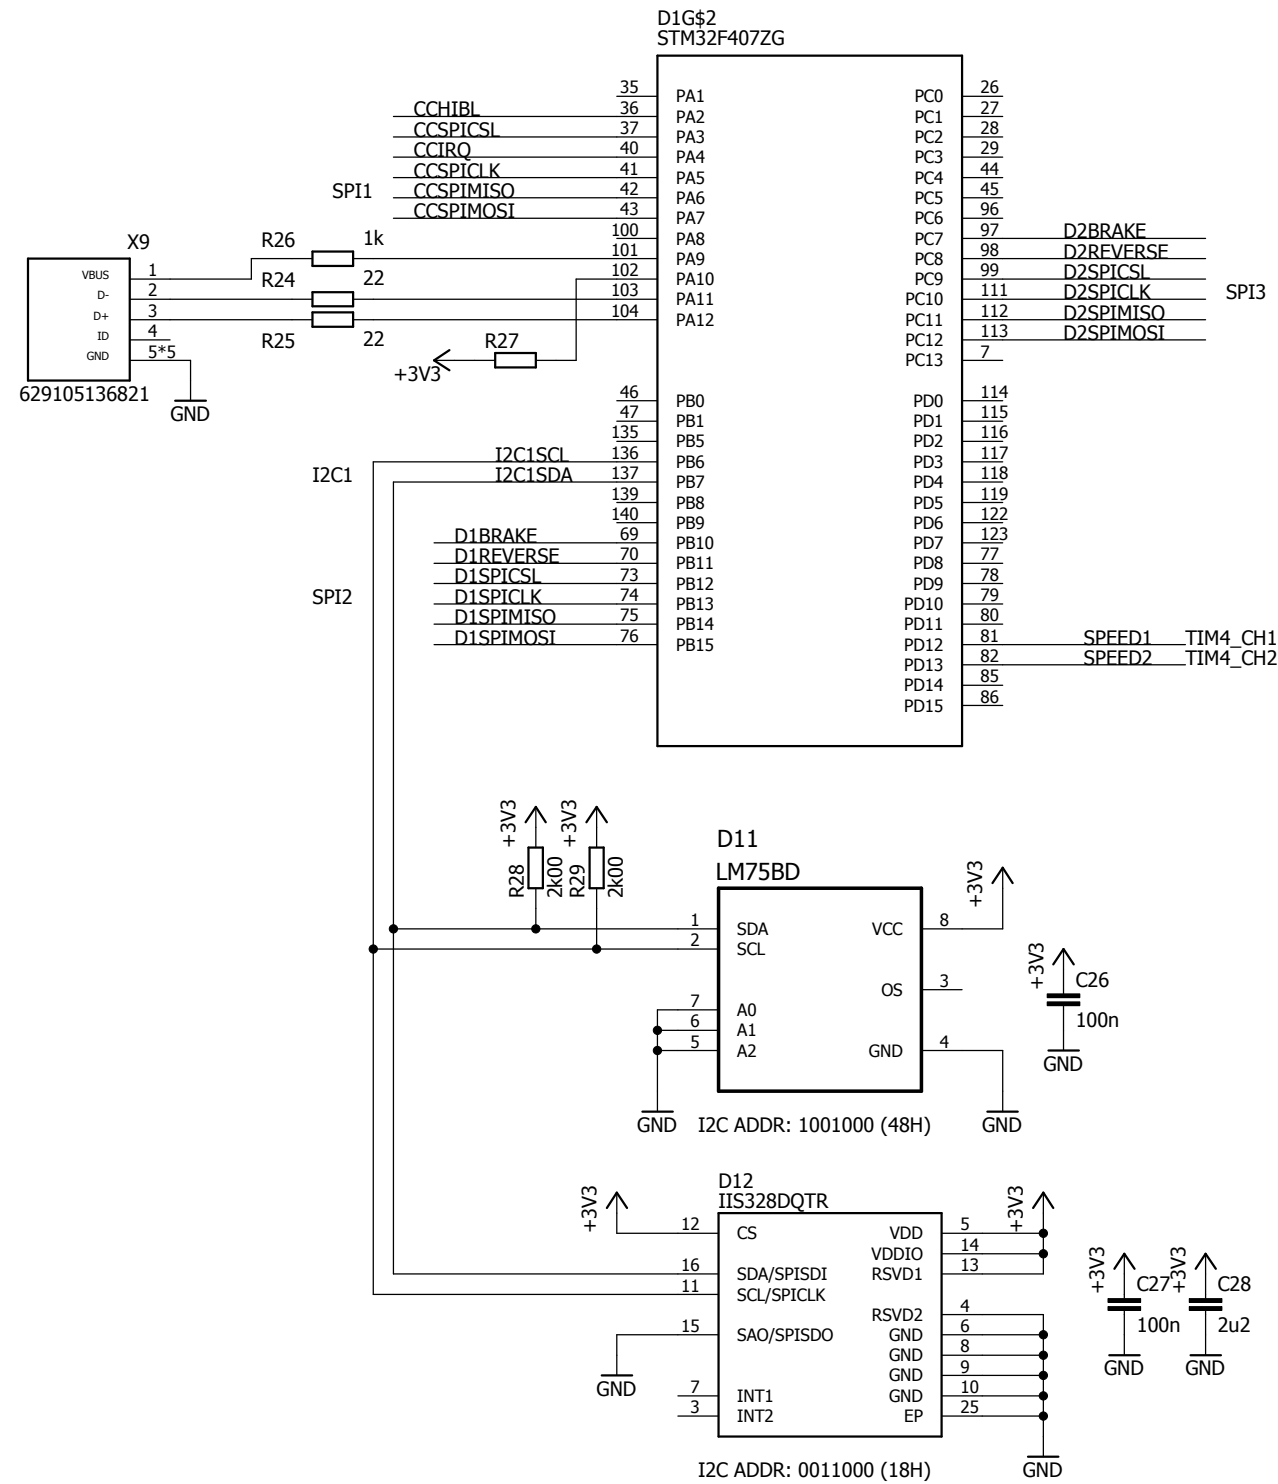 D1G$2
STM32F407ZG
35 PA1 PC0 26
CCHIBL 36 PA2 PC1 27
CCSPICSL 37 PA3 PC2 28
CCIRQ 40 PA4 PC3 29
CCSPICLK 41 PA5 PC4 44
SPI1 CCSPIMISO 42 PA6 PC5 45
CCSPIMOSI 43 PA7 PC6 96
100 PA8 PC7 97 D2BRAKE
X9 R26 1k 101 PA9 PC8 98 D2REVERSE
VBUS 1 R24 22 102 PA10 PC9 99 D2SPICSL
D- 2 103 PA11 PC10 111 D2SPICLK SPI3
D+ 3 104 PA12 PC11 112 D2SPIMISO
ID 4 R25 22 R27 PC12 113 D2SPIMOSI
GND 5*5 +3V3 PC13 7
629105136821 GND
46 PB0 PD0 114
47 PB1 PD1 115
135 PB5 PD2 116
I2C1SCL 136 PB6 PD3 117
I2C1 I2C1SDA 137 PB7 PD4 118
139 PB8 PD5 119
140 PB9 PD6 122
D1BRAKE 69 PB10 PD7 123
D1REVERSE 70 PB11 PD8 77
D1SPICSL 73 PB12 PD9 78
SPI2 D1SPICLK 74 PB13 PD10 79
D1SPIMISO 75 PB14 PD11 80
D1SPIMOSI 76 PB15 PD12 81 SPEED1 TIM4_CH1
PD13 82 SPEED2 TIM4_CH2
PD14 85
PD15 86
+3V3 +3V3
R28 2k00 R29 2k00
D11
LM75BD
+3V3
1 SDA VCC 8
2 SCL
+3V3 C26
OS 3
7 A0 100n
6 A1
5 A2 GND 4
GND
GND GND
I2C ADDR: 1001000 (48H)
D12
IIS328DQTR
+3V3 +3V3
12 CS VDD 5
VDDIO 14
16 SDA/SPISDI RSVD1 13
11 SCL/SPICLK
+3V3 C27 +3V3 C28
RSVD2 4
100n 2u2
15 SAO/SPISDO GND 6
GND 8
GND GND
GND 9
GND
7 INT1 GND 10
3 INT2 EP 25
GND
I2C ADDR: 0011000 (18H)